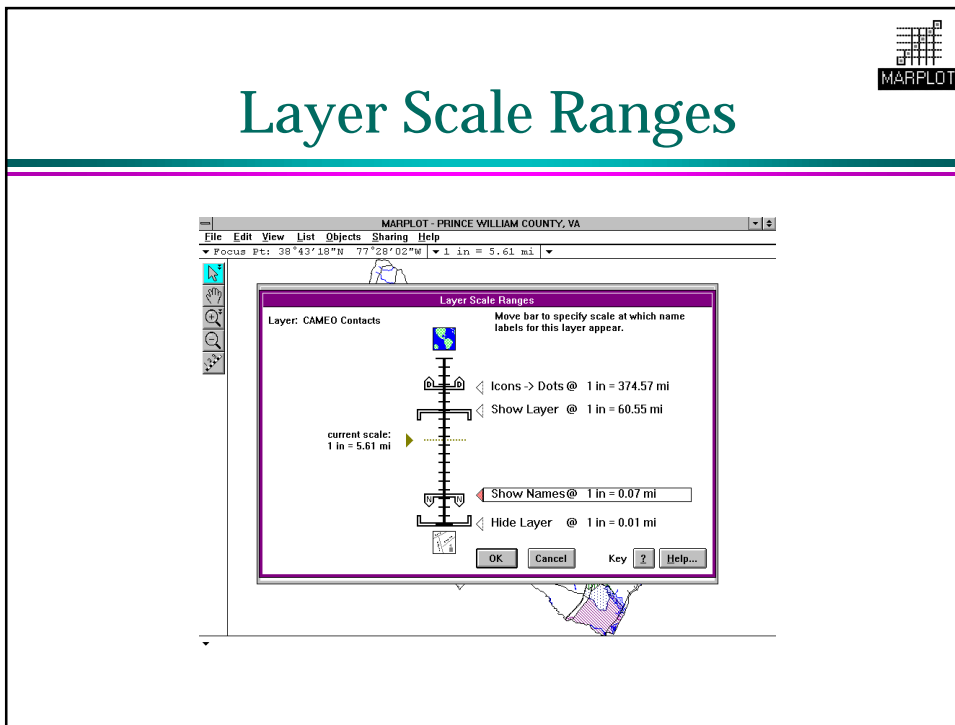 MARPLOT
Layer Scale Ranges
MARPLOT - PRINCE WILLIAM COUNTY, VA
File Edit View List Objects Sharing Help
Focus Pt: 38°43'18"N 77°28'02"W 1 in = 5.61 mi
Layer Scale Ranges
Layer: CAMEO Contacts
Move bar to specify scale at which name
labels for this layer appear.
D D
Icons -> Dots @ 1 in = 374.57 mi
Show Layer @ 1 in = 60.55 mi
current scale:
1 in = 5.61 mi
N N
Show Names@ 1 in = 0.07 mi
Hide Layer @ 1 in = 0.01 mi
OK Cancel Key ? Help...